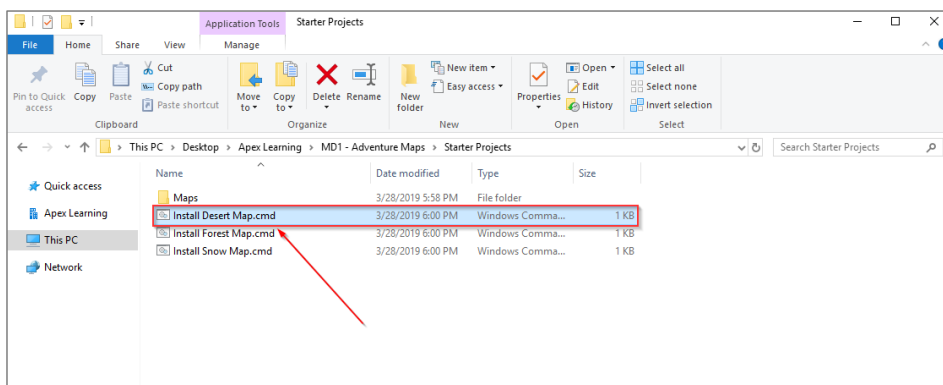 Application Tools Starter Projects
File Home Share View Manage
Pin to Quick access
Copy
Paste
Cut
Copy path
Paste shortcut
Move to
Copy to
Delete
Rename
New folder
New item
Easy access
Properties
Open
Edit
History
Select all
Select none
Invert selection
Clipboard Organize New Open Select
This PC > Desktop > Apex Learning > MD1 - Adventure Maps > Starter Projects
Search Starter Projects
Quick access
Apex Learning
This PC
Network
Name Date modified Type Size
Maps 3/28/2019 5:58 PM File folder
Install Desert Map.cmd 3/28/2019 6:00 PM Windows Comma... 1 KB
Install Forest Map.cmd 3/28/2019 6:00 PM Windows Comma... 1 KB
Install Snow Map.cmd 3/28/2019 6:00 PM Windows Comma... 1 KB